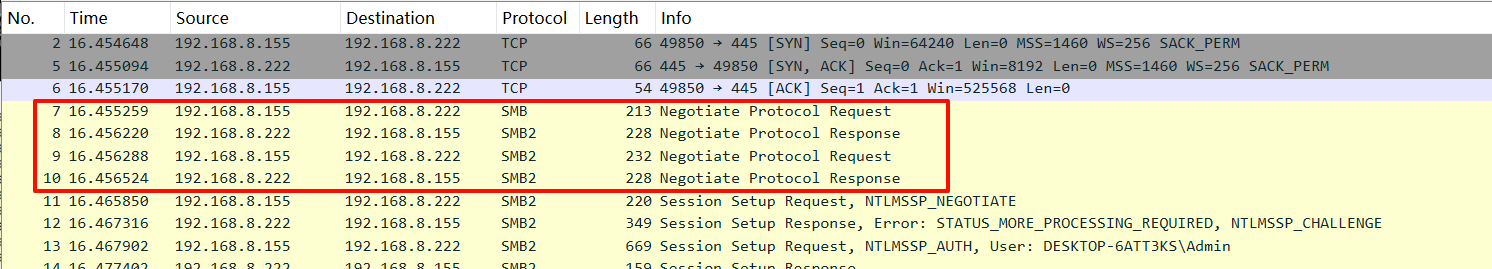 No. Time Source Destination Protocol Length Info
2 16.454648 192.168.8.155 192.168.8.222 TCP 66 49850 → 445 [SYN] Seq=0 Win=64240 Len=0 MSS=1460 WS=256 SACK_PERM
5 16.455094 192.168.8.222 192.168.8.155 TCP 66 445 → 49850 [SYN, ACK] Seq=0 Ack=1 Win=8192 Len=0 MSS=1460 WS=256 SACK_PERM
6 16.455170 192.168.8.155 192.168.8.222 TCP 54 49850 → 445 [ACK] Seq=1 Ack=1 Win=525568 Len=0
7 16.455259 192.168.8.155 192.168.8.222 SMB 213 Negotiate Protocol Request
8 16.456220 192.168.8.222 192.168.8.155 SMB2 228 Negotiate Protocol Response
9 16.456288 192.168.8.155 192.168.8.222 SMB2 232 Negotiate Protocol Request
10 16.456524 192.168.8.222 192.168.8.155 SMB2 228 Negotiate Protocol Response
11 16.465850 192.168.8.155 192.168.8.222 SMB2 220 Session Setup Request, NTLMSSP_NEGOTIATE
12 16.467316 192.168.8.222 192.168.8.155 SMB2 349 Session Setup Response, Error: STATUS_MORE_PROCESSING_REQUIRED, NTLMSSP_CHALLENGE
13 16.467902 192.168.8.155 192.168.8.222 SMB2 669 Session Setup Request, NTLMSSP_AUTH, User: DESKTOP-6ATT3KS\Admin
14 16.477402 192.168.8.222 192.168.8.155 SMB2 159 Session Setup Response